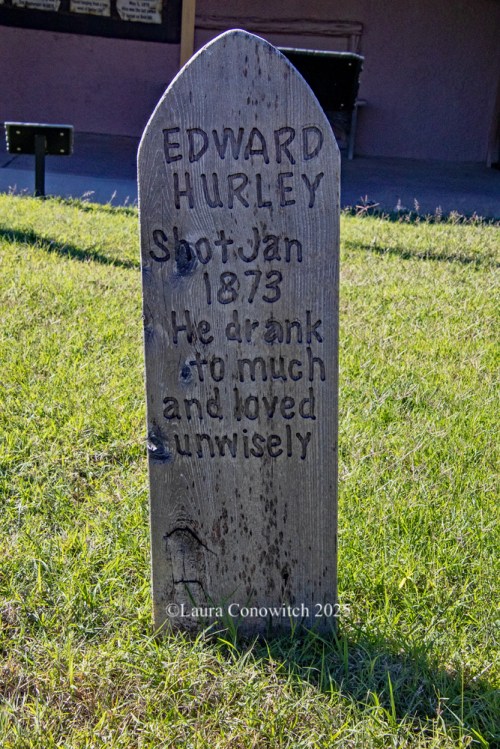 EDWARD
HURLEY
Shot Jan
1873
He drank
to much
and loved
unwisely
©Laura Conowitch 2025